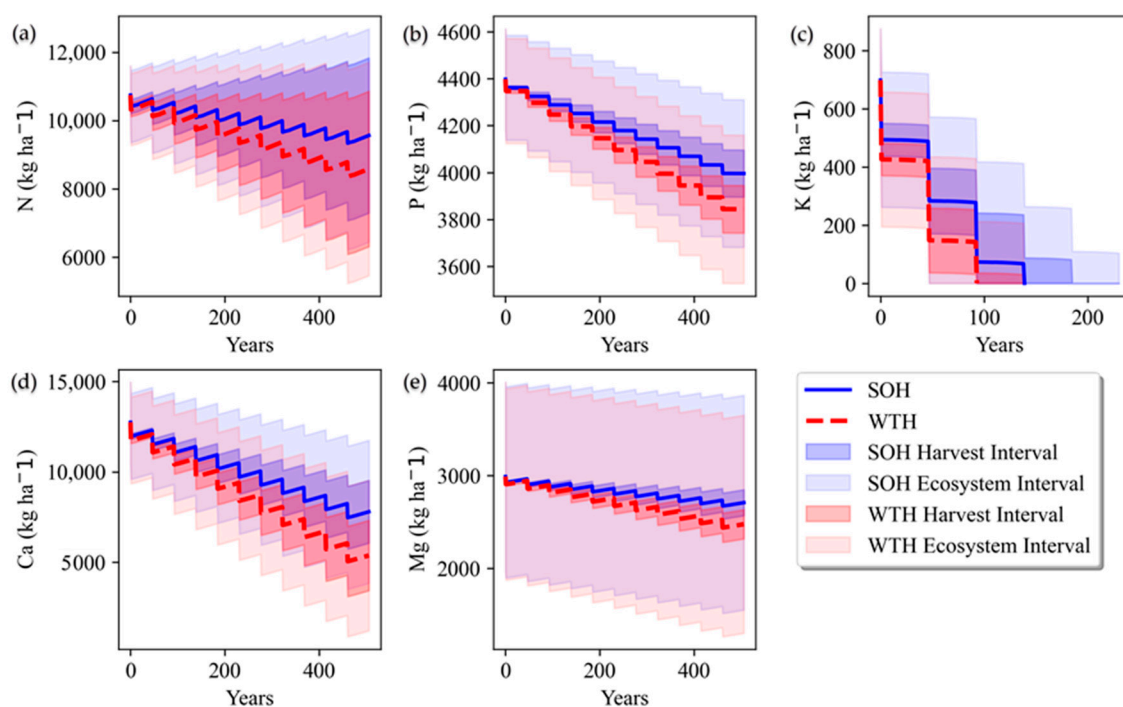 (a)
12,000
10,000
8000
6000
N (kg ha⁻¹)
0 200 400
Years
(b)
4600
4400
4200
4000
3800
3600
P (kg ha⁻¹)
0 200 400
Years
(c)
800
600
400
200
0
K (kg ha⁻¹)
0 100 200
Years
(d)
15,000
10,000
5000
Ca (kg ha⁻¹)
0 200 400
Years
(e)
4000
3000
2000
Mg (kg ha⁻¹)
0 200 400
Years
SOH
WTH
SOH Harvest Interval
SOH Ecosystem Interval
WTH Harvest Interval
WTH Ecosystem Interval